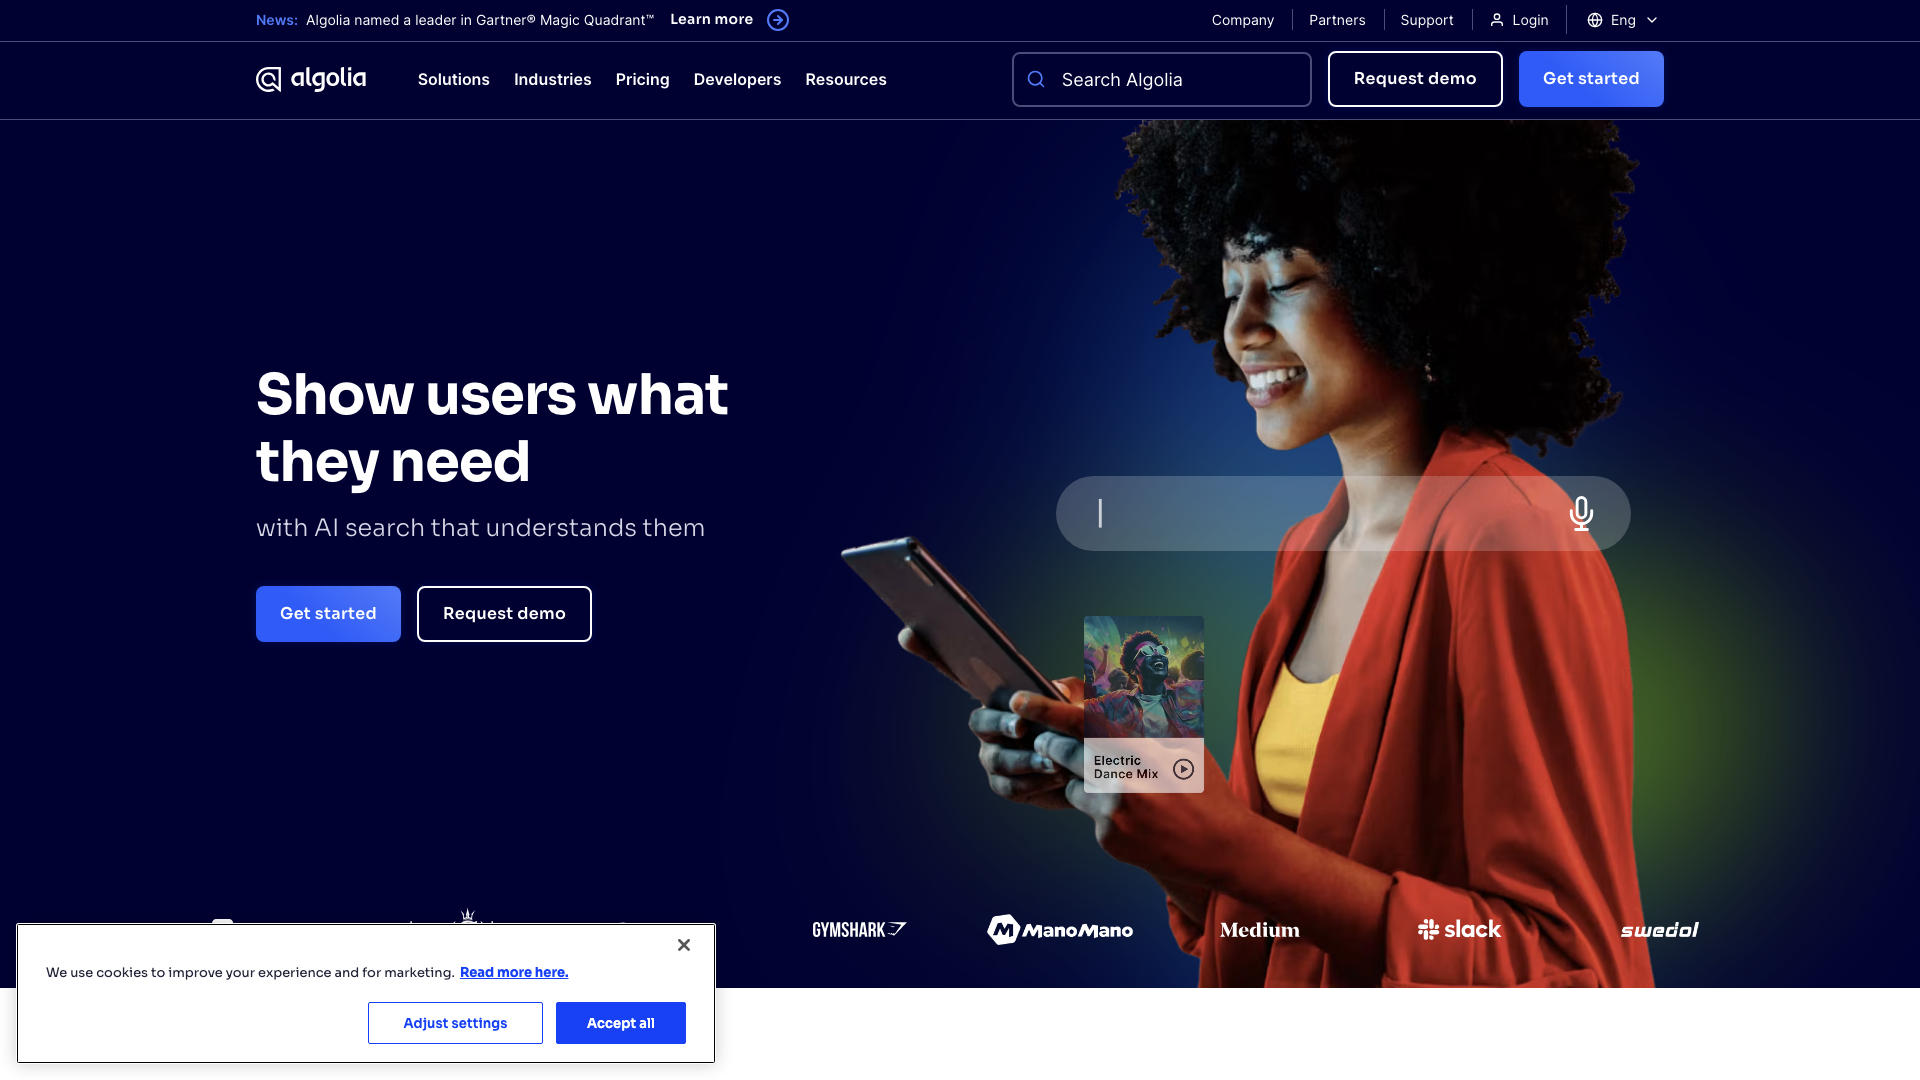 News: Algolia named a leader in Gartner® Magic Quadrant™ Learn more
Company Partners Support Login Eng
algolia Solutions Industries Pricing Developers Resources Search Algolia Request demo Get started
Show users what
they need
with AI search that understands them
Get started Request demo
Electric
Dance Mix
GYMSHARK ManoMano Medium slack swedol
We use cookies to improve your experience and for marketing. Read more here.
Adjust settings Accept all